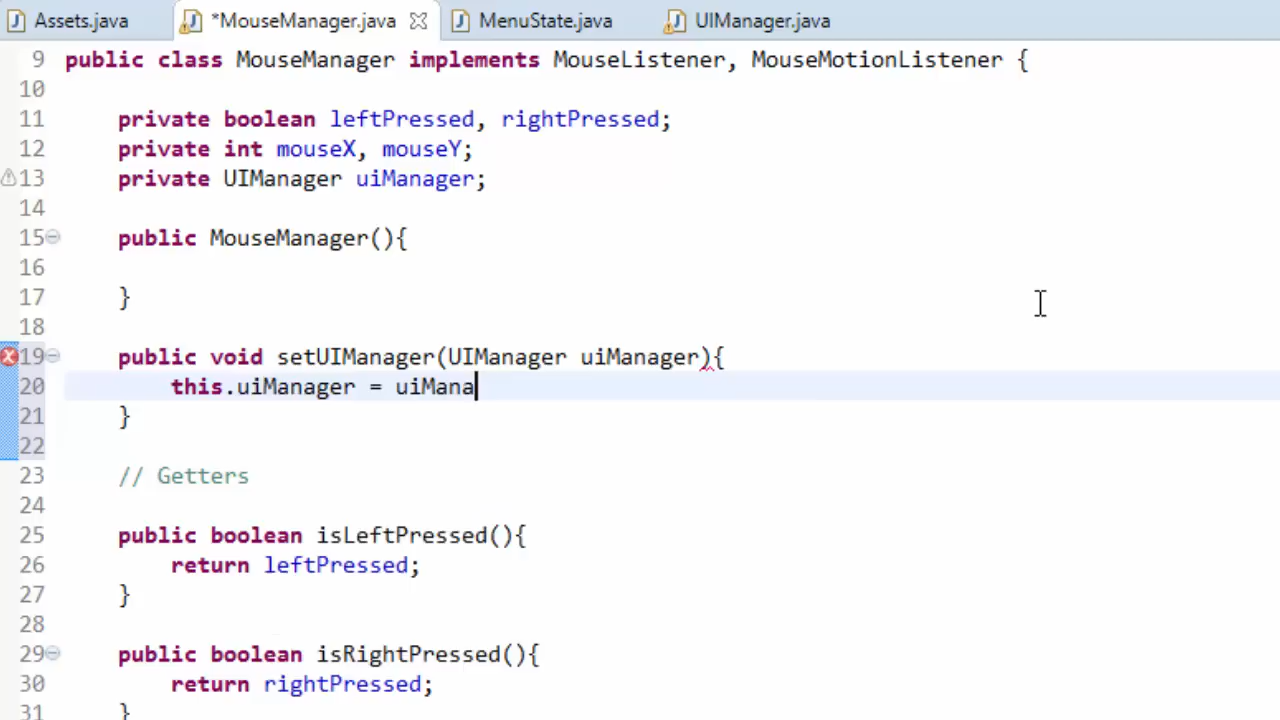 Assets.java *MouseManager.java MenuState.java UIManager.java
9 public class MouseManager implements MouseListener, MouseMotionListener {
10
11 private boolean leftPressed, rightPressed;
12 private int mouseX, mouseY;
13 private UIManager uiManager;
14
15 public MouseManager(){
16
17 }
18
19 public void setUIManager(UIManager uiManager){
20 this.uiManager = uiMana
21 }
22
23 // Getters
24
25 public boolean isLeftPressed(){
26 return leftPressed;
27 }
28
29 public boolean isRightPressed(){
30 return rightPressed;
31 }